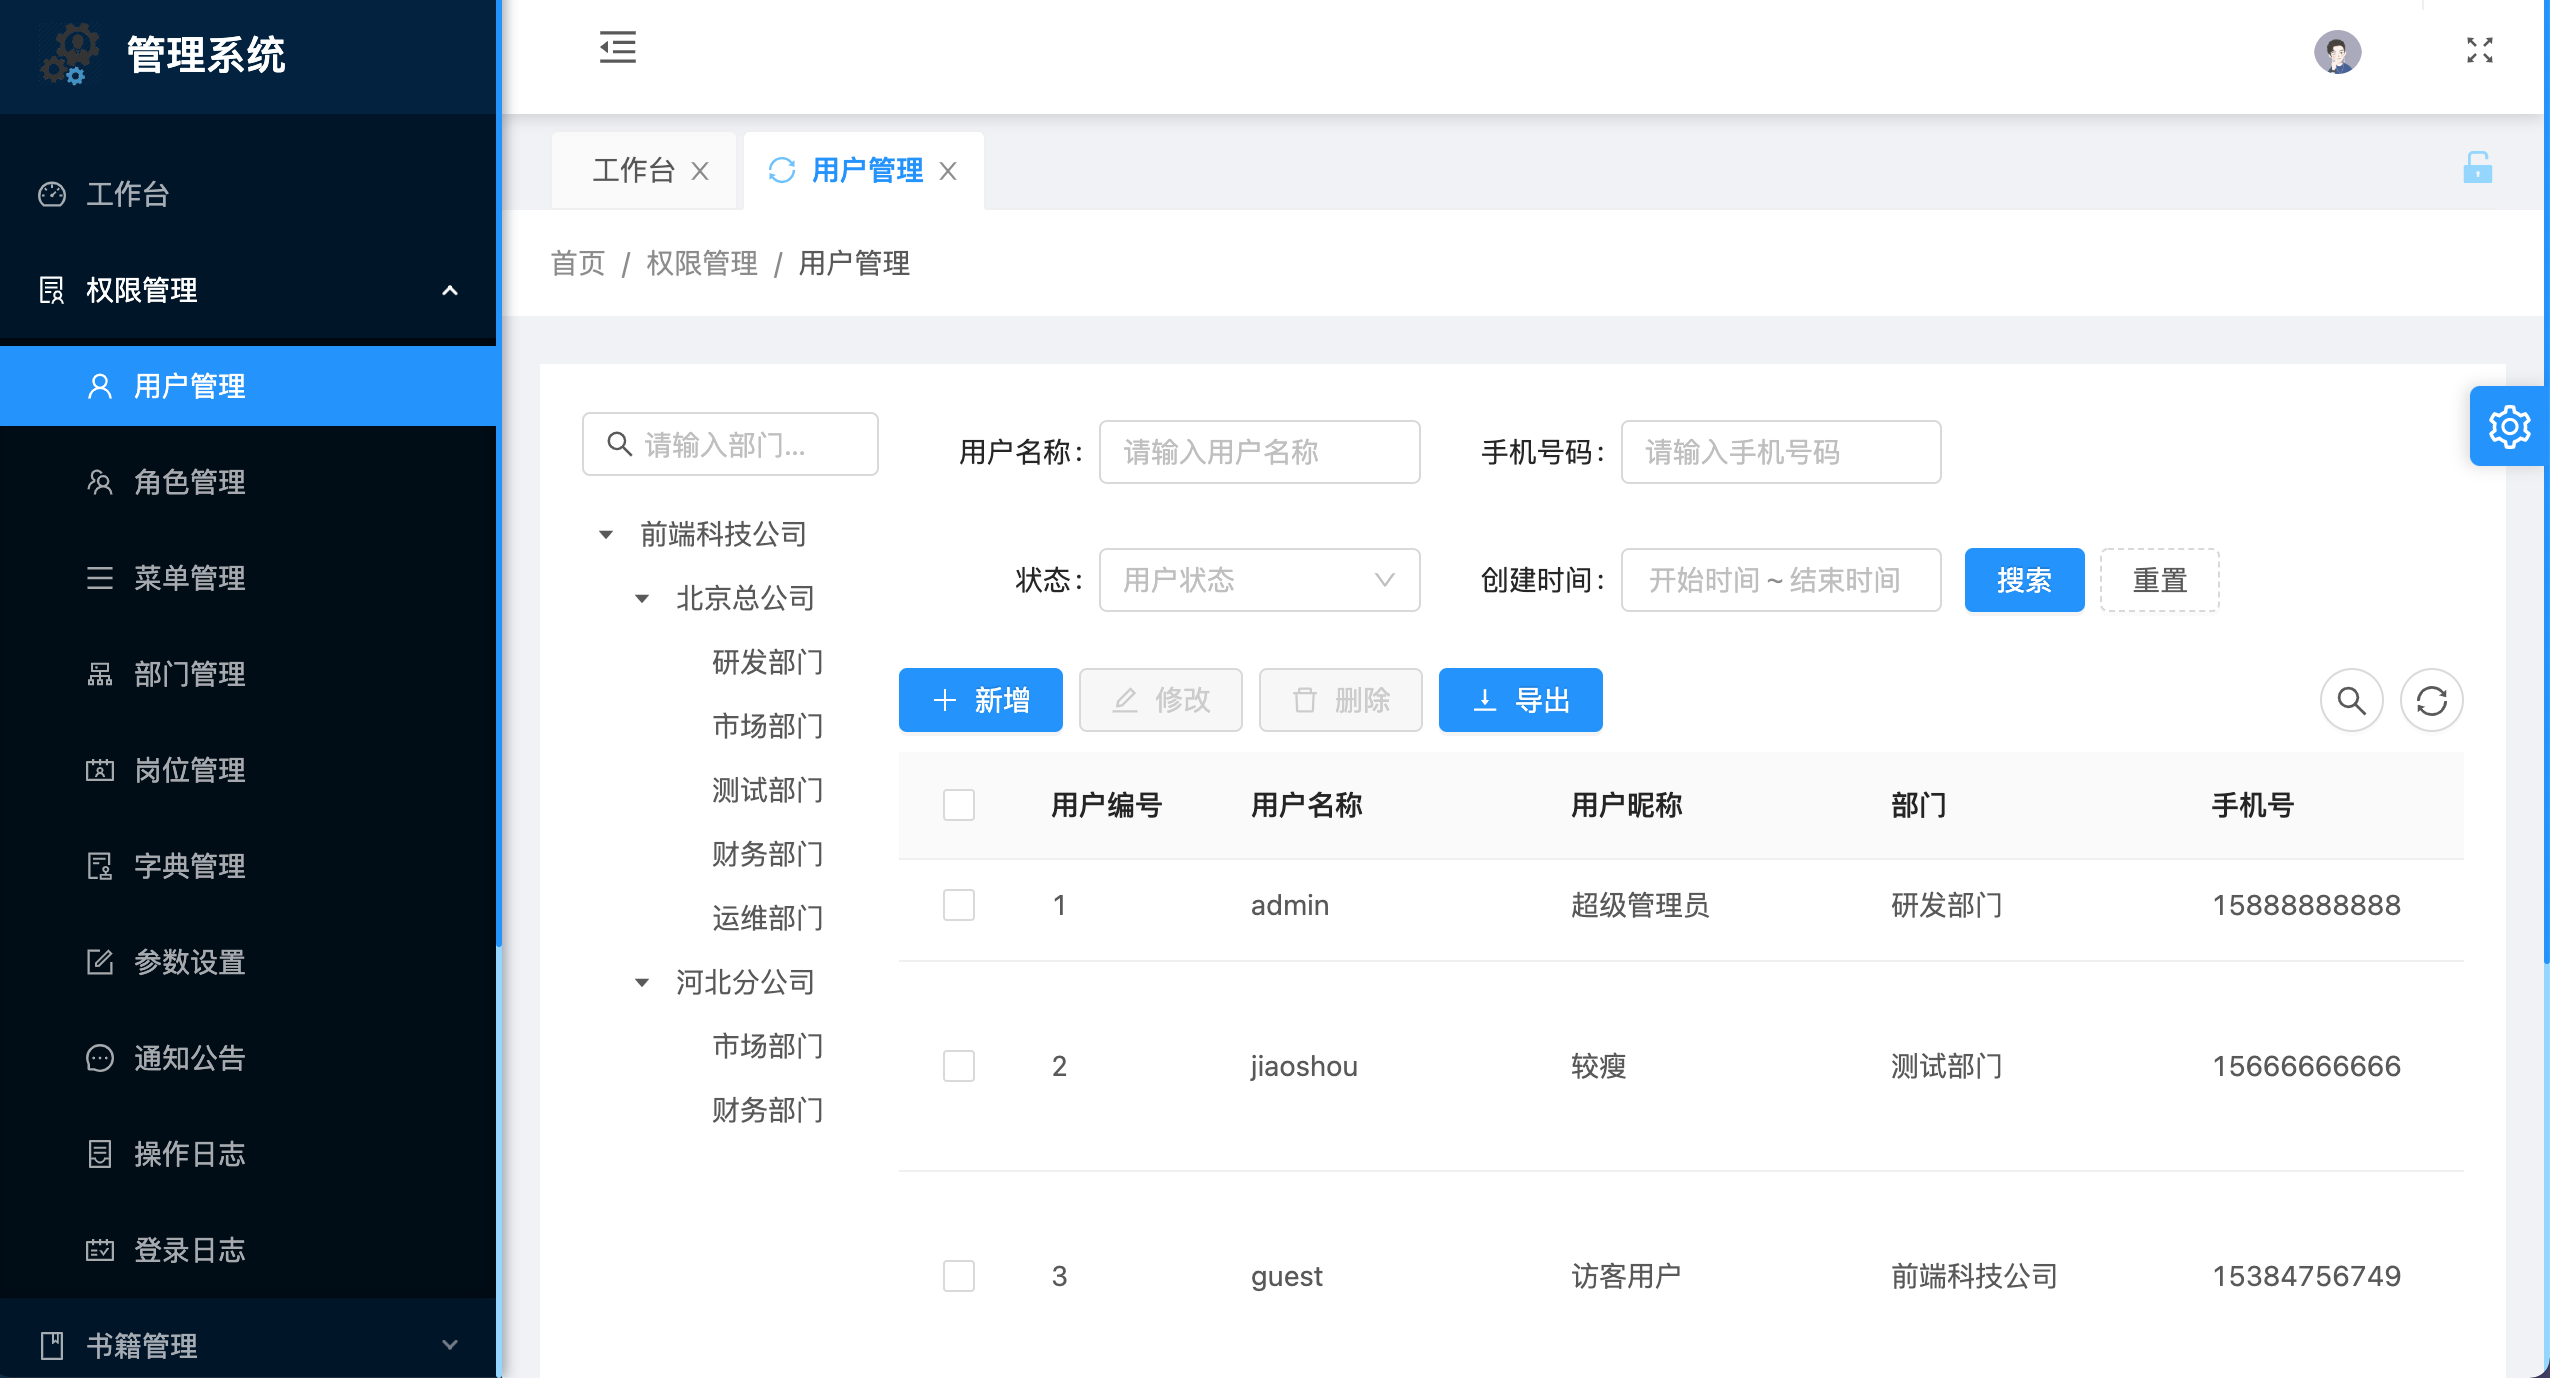 管理系统
工作台
权限管理
用户管理
角色管理
菜单管理
部门管理
岗位管理
字典管理
参数设置
通知公告
操作日志
登录日志
书籍管理
工作台
用户管理
首页 / 权限管理 / 用户管理
请输入部门...
前端科技公司
北京总公司
研发部门
市场部门
测试部门
财务部门
运维部门
河北分公司
市场部门
财务部门
用户名称: 请输入用户名称 手机号码: 请输入手机号码
状态: 用户状态 创建时间: 开始时间 ~ 结束时间 搜索 重置
新增 修改 删除 导出
用户编号 用户名称 用户昵称 部门 手机号
1 admin 超级管理员 研发部门 15888888888
2 jiaoshou 较瘦 测试部门 15666666666
3 guest 访客用户 前端科技公司 15384756749